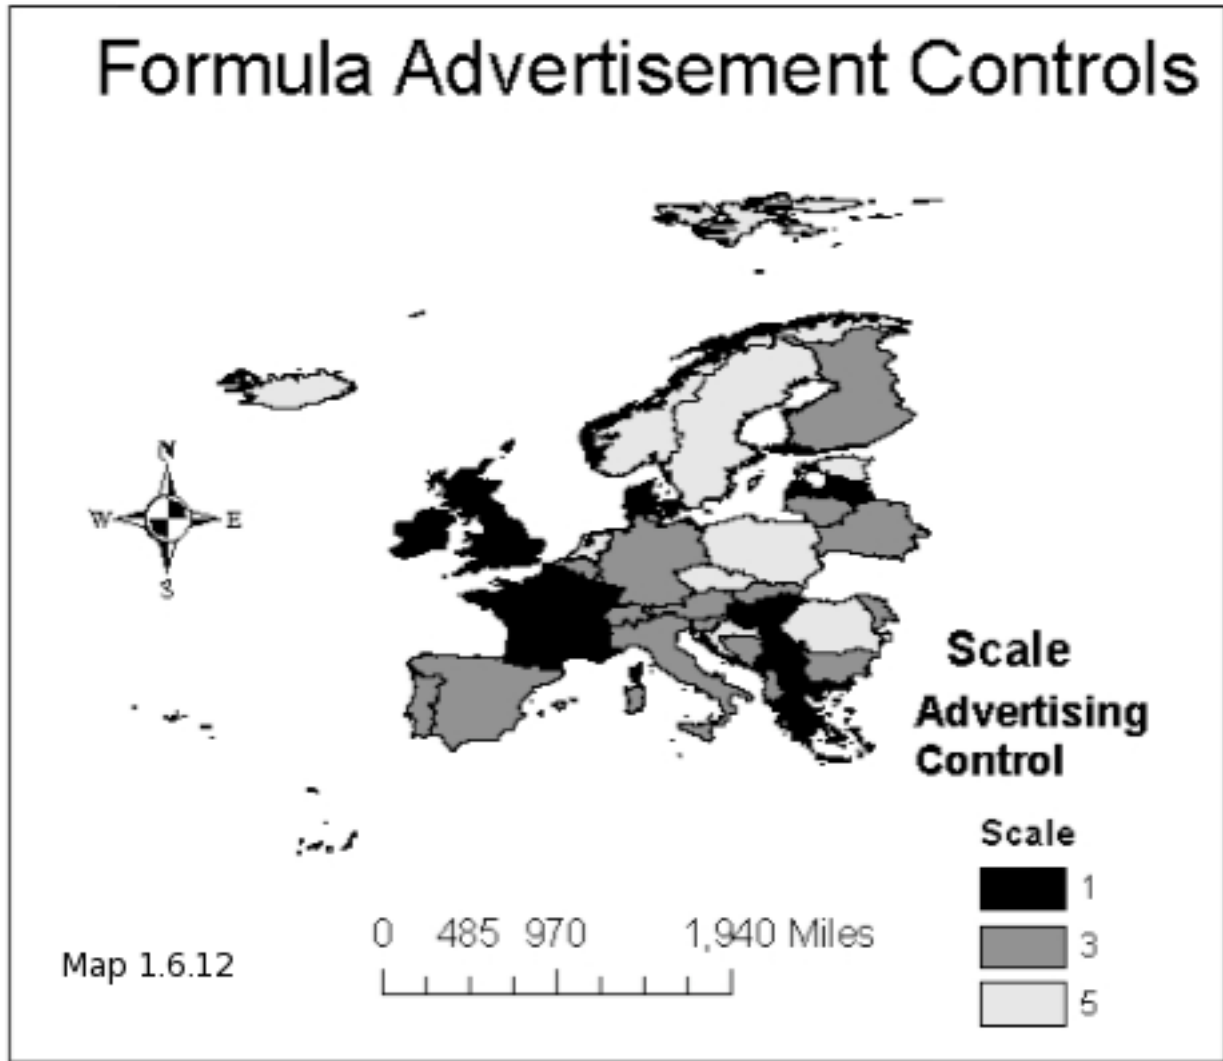 Formula Advertisement Controls
N
W E
S
Scale
Advertising
Control
Scale
1
3
5
0 485 970 1,940 Miles
Map 1.6.12